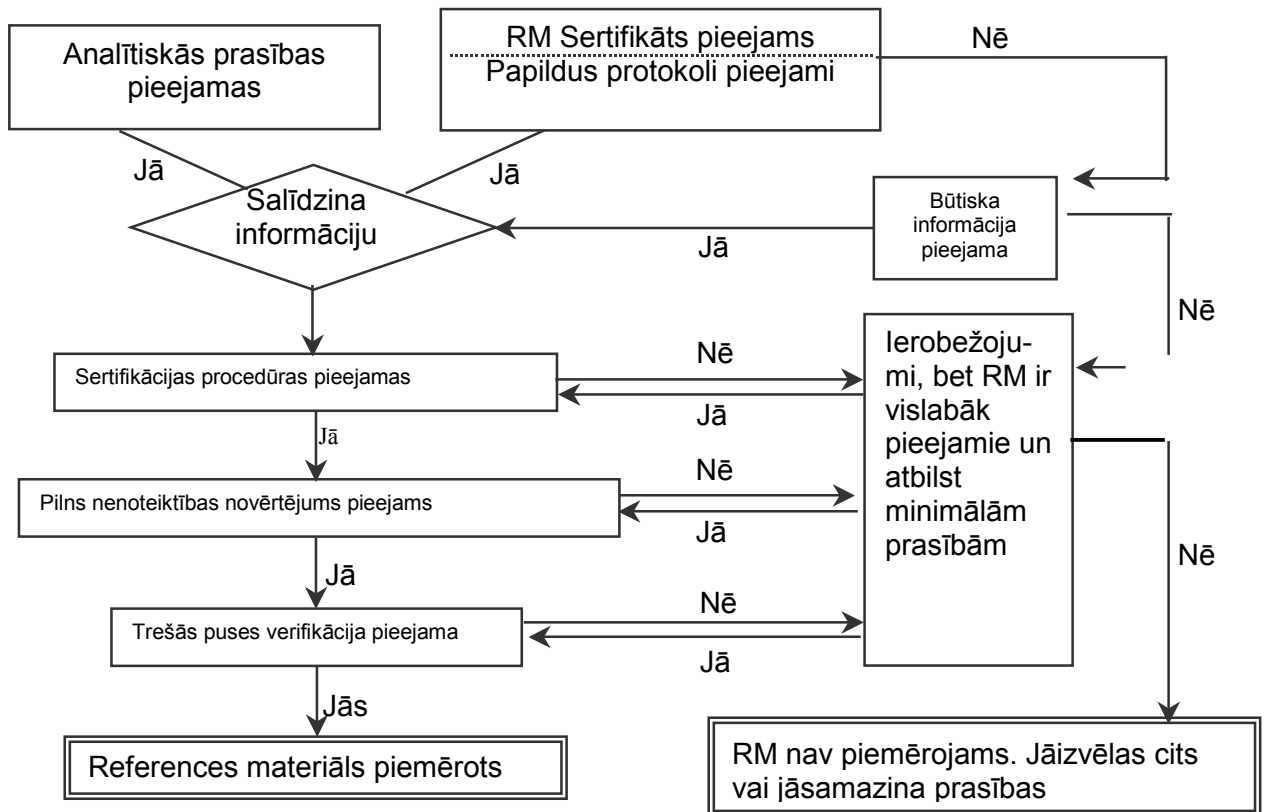 Analītiskās prasības
pieejamas
RM Sertifikāts pieejams
Papildus protokoli pieejami
Nē
Jā
Jā
Salīdzina
informāciju
Jā
Būtiska
informācija
pieejama
Nē
Sertifikācijas procedūras pieejamas
Nē
Jā
Ierobežoju-
mi, bet RM ir
vislabāk
pieejamie un
atbilst
minimālām
prasībām
Jā
Pilns nenoteiktības novērtējums pieejams
Nē
Jā
Nē
Jā
Trešās puses verifikācija pieejama
Nē
Jā
Jās
References materiāls piemērots
RM nav piemērojams. Jāizvēlas cits
vai jāsamazina prasības